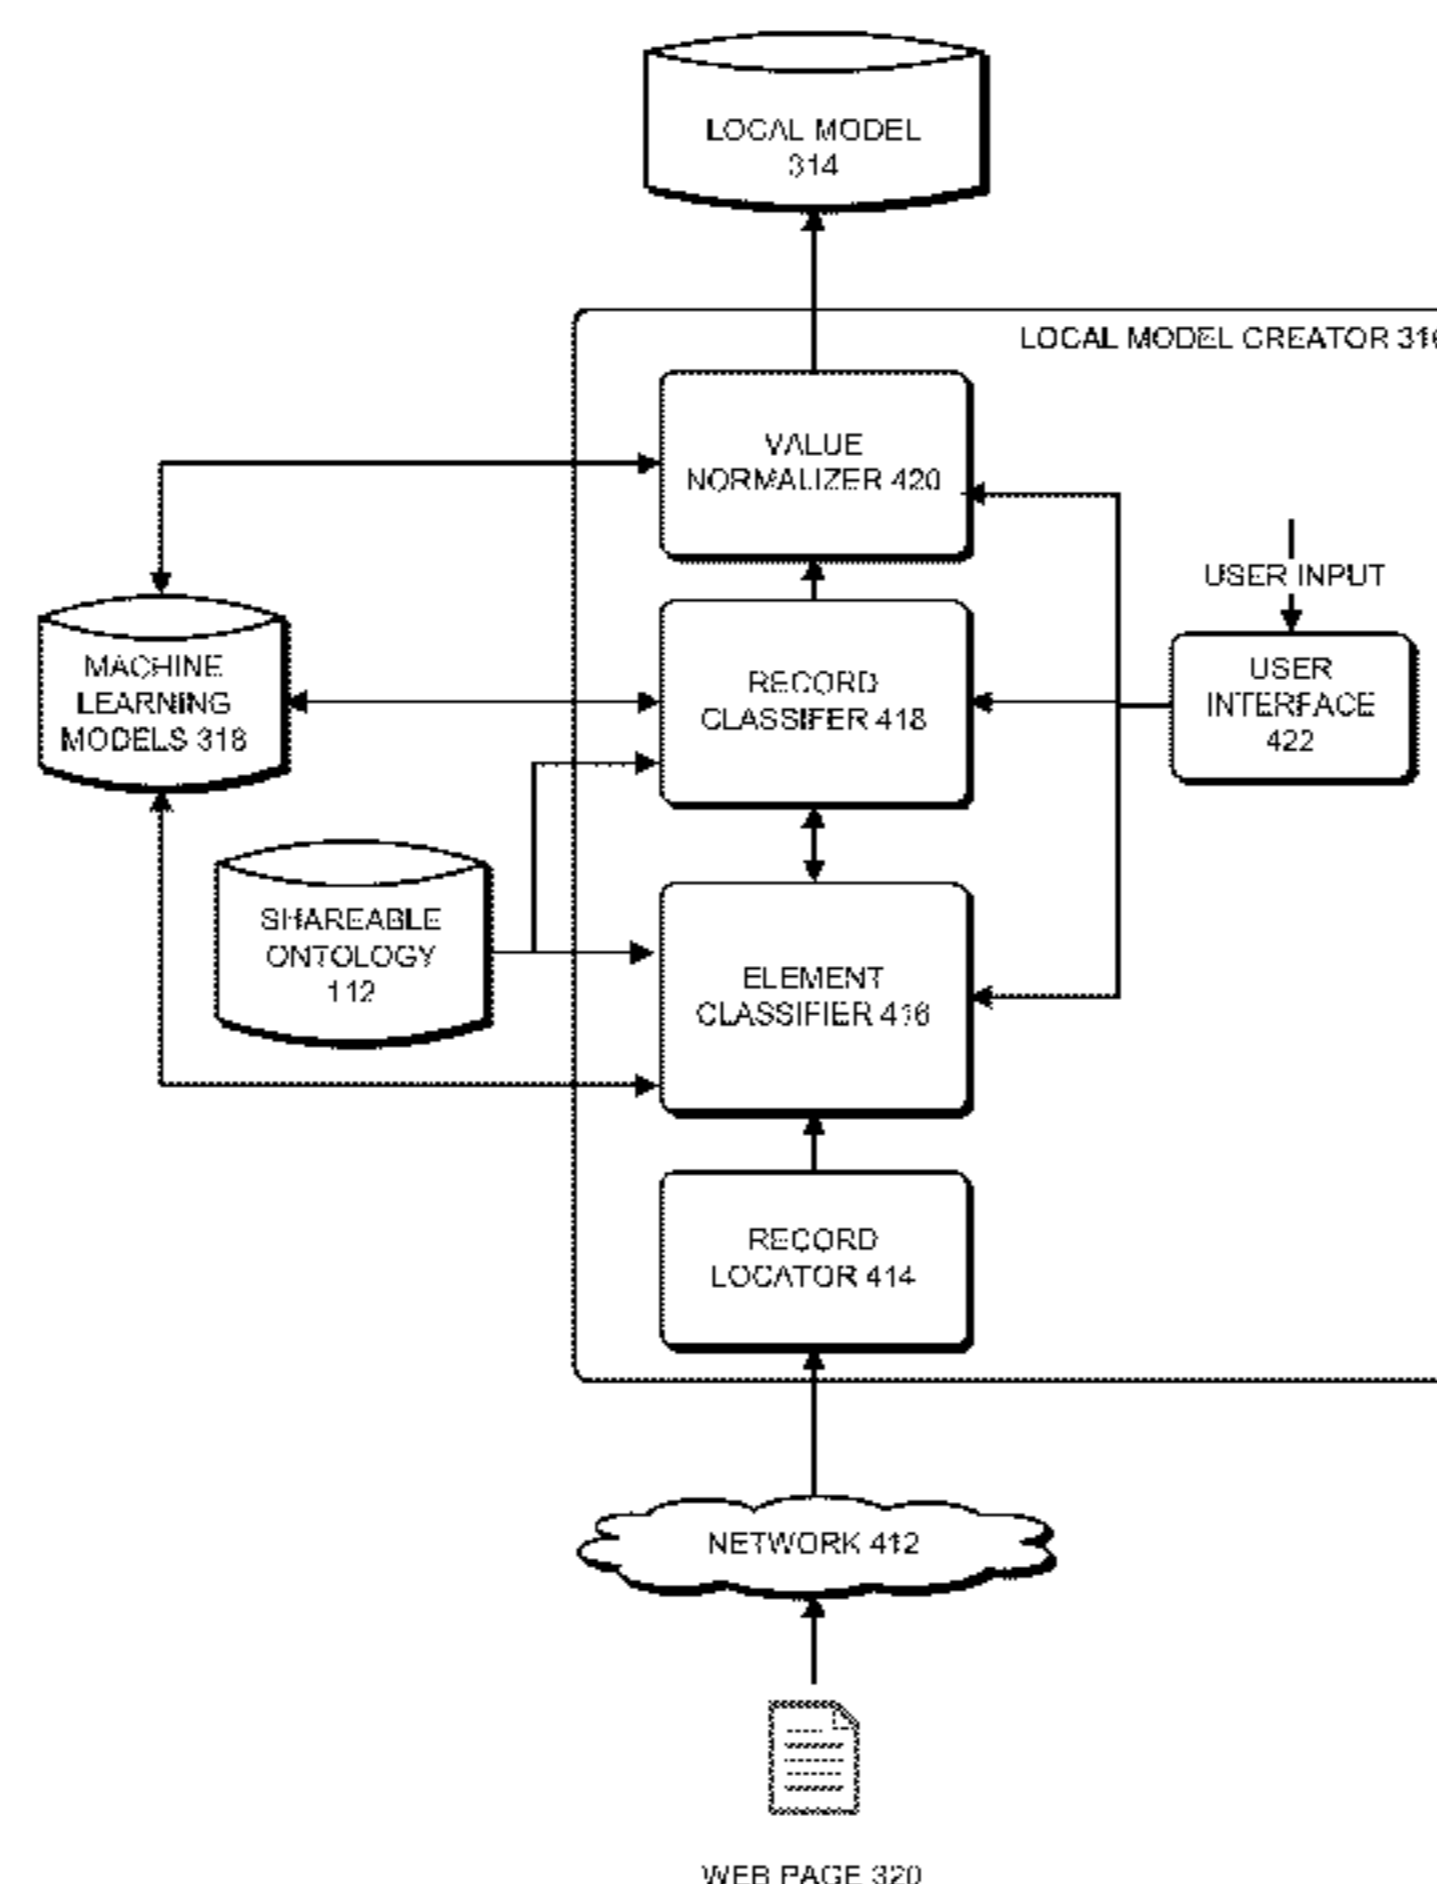 LOCAL MODEL
314
LOCAL MODEL CREATOR 316
VALUE
NORMALIZER 420
USER INPUT
MACHINE
LEARNING
MODELS 318
RECORD
CLASSIFER 418
USER
INTERFACE
422
SHAREABLE
ONTOLOGY
112
ELEMENT
CLASSIFIER 416
RECORD
LOCATOR 414
NETWORK 412
WEB PAGE 320